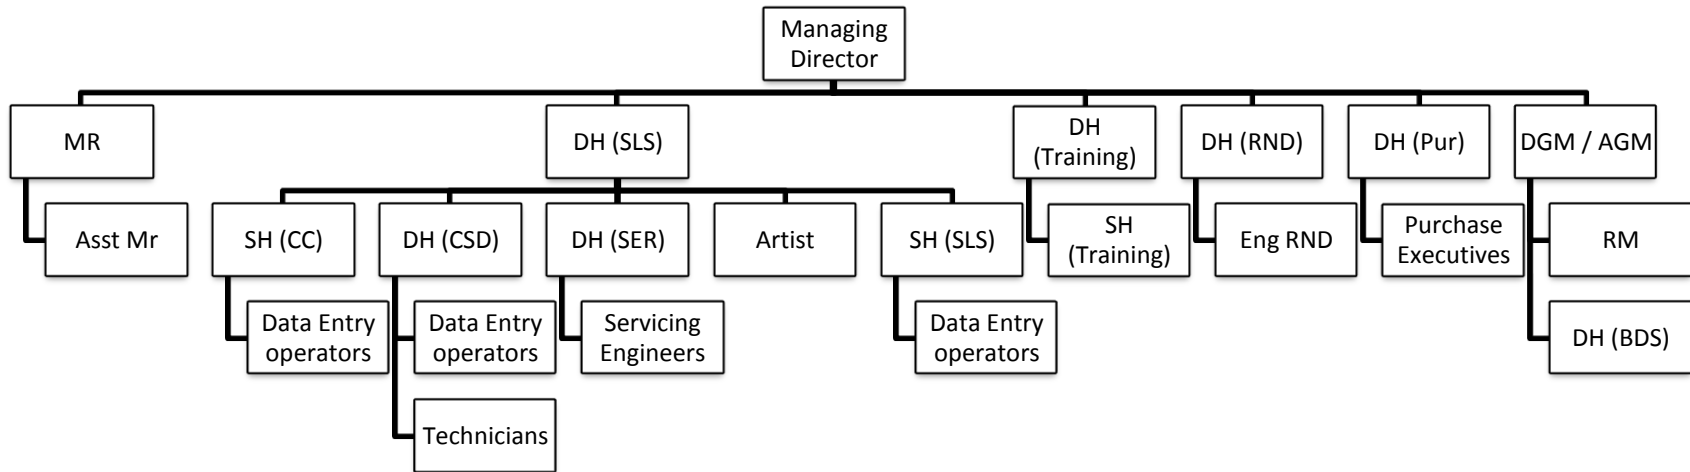 Managing
Director
MR
DH (SLS)
DH
(Training)
DH (RND)
DH (Pur)
DGM / AGM
Asst Mr
SH (CC)
DH (CSD)
DH (SER)
Artist
SH (SLS)
SH
(Training)
Eng RND
Purchase
Executives
RM
Data Entry
operators
Data Entry
operators
Servicing
Engineers
Data Entry
operators
DH (BDS)
Technicians